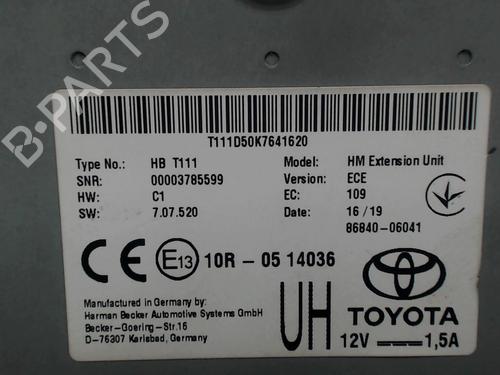 B-PARTS
T111D50K7641620
Type No.: HB T111 Model: HM Extension Unit
SNR: 00003785599 Version: ECE
HW: C1 EC: 109
SW: 7.07.520 Date: 16/19
86840-06041
CE E13 10R-05 14036
Manufactured in Germany by:
Harman Becker Automotive Systems GmbH
Becker-Goering-Str.16
D-76307 Karlsbad, Germany
UH
TOYOTA
12V 1,5A